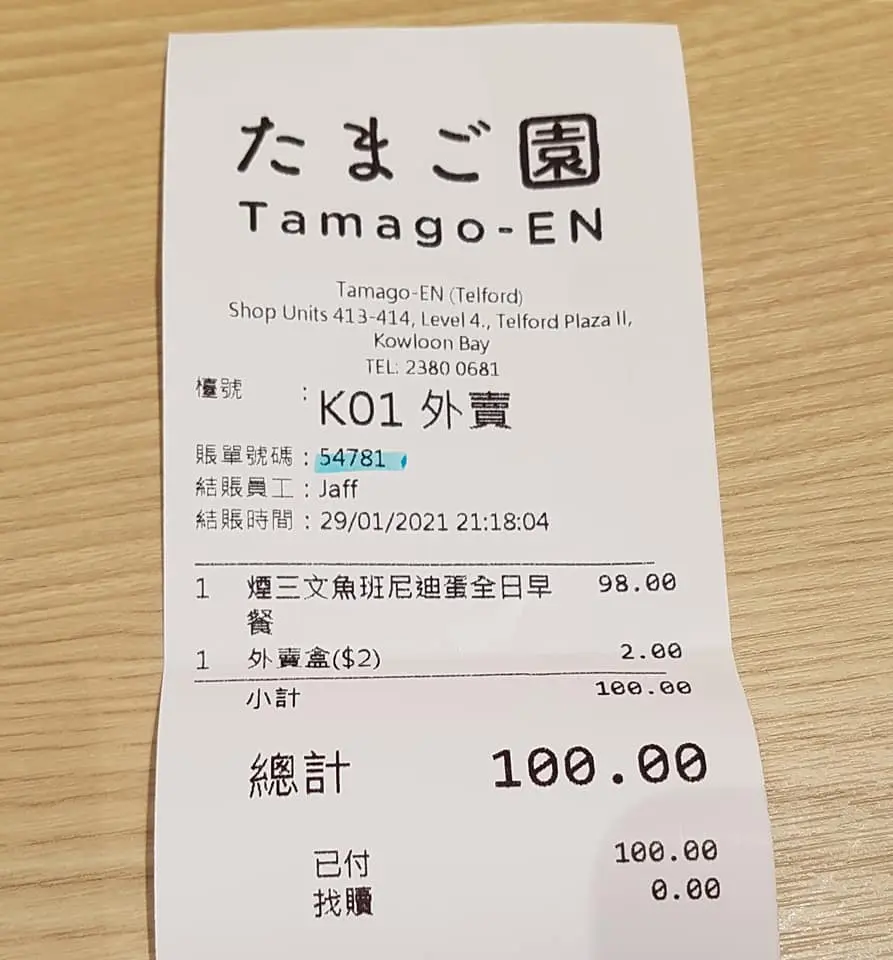 たまご園
Tamago-EN
Tamago-EN (Telford)
Shop Units 413-414, Level 4., Telford Plaza II,
Kowloon Bay
TEL: 2380 0681
檯號 : K01 外賣
賬單號碼 : 54781
結賬員工 : Jaff
結賬時間 : 29/01/2021 21:18:04
1 煙三文魚班尼迪蛋全日早 98.00
餐
1 外賣盒($2) 2.00
小計 100.00
總計 100.00
已付 100.00
找贖 0.00